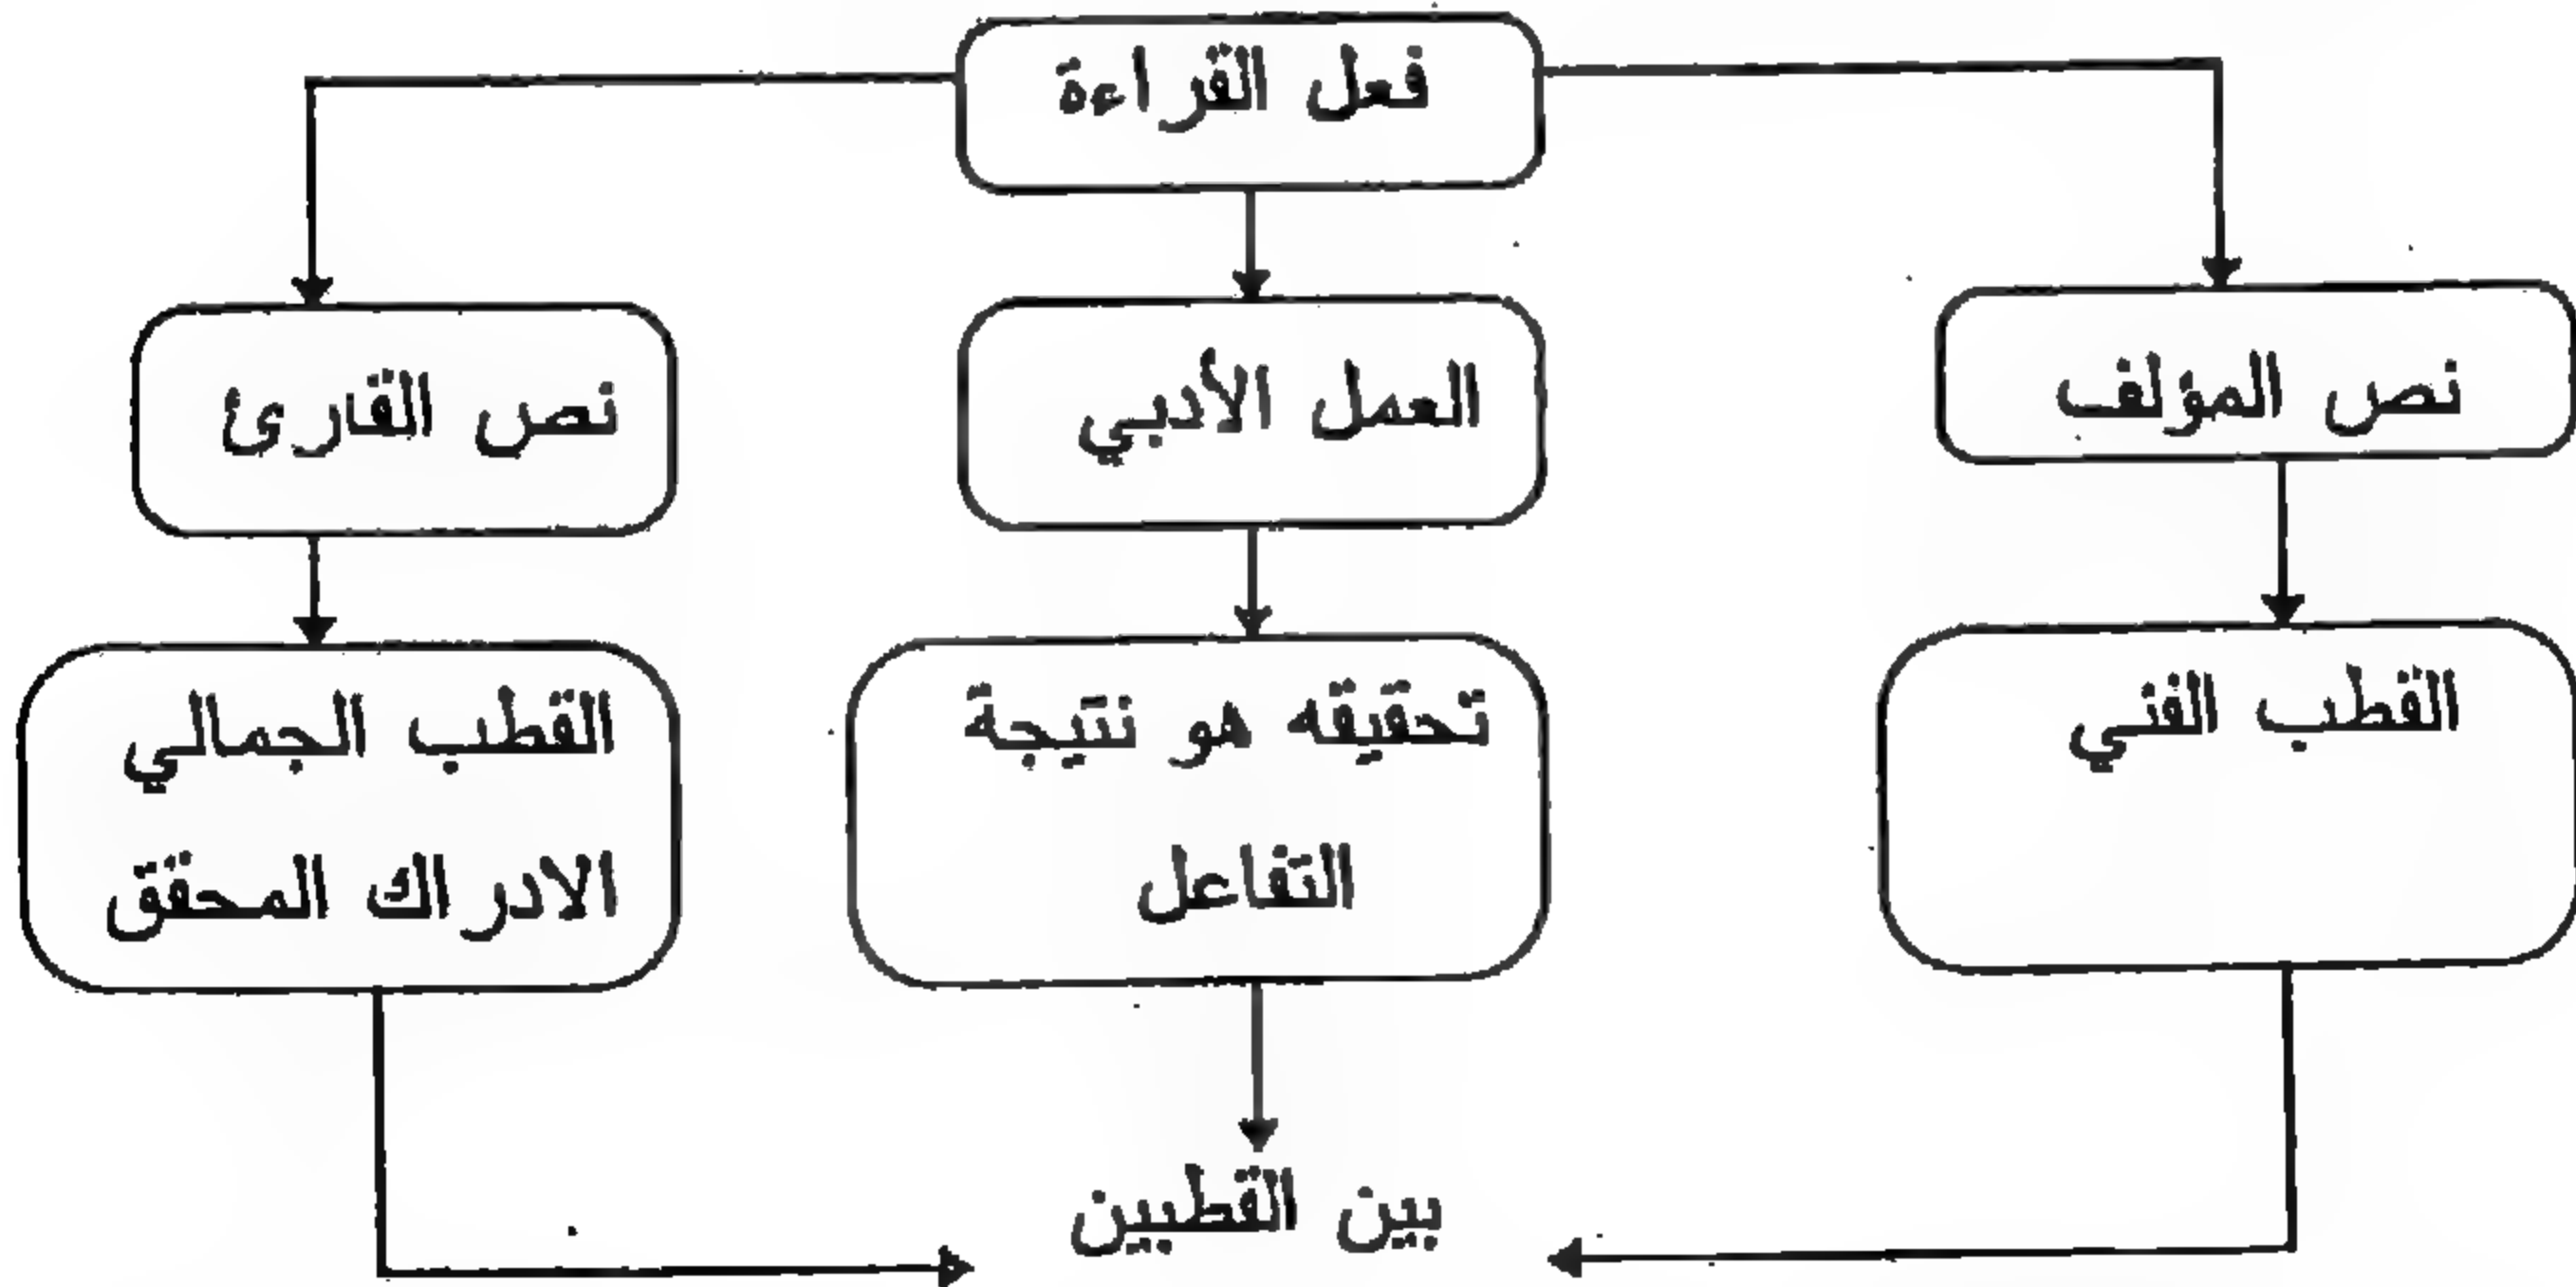 فعل القراءة
نص المؤلف
العمل الأدبي
نص القارئ
القطب الفني
تحقيقه هو نتيجة
التفاعل
القطب الجمالي
الادراك المحقق
بين القطبين